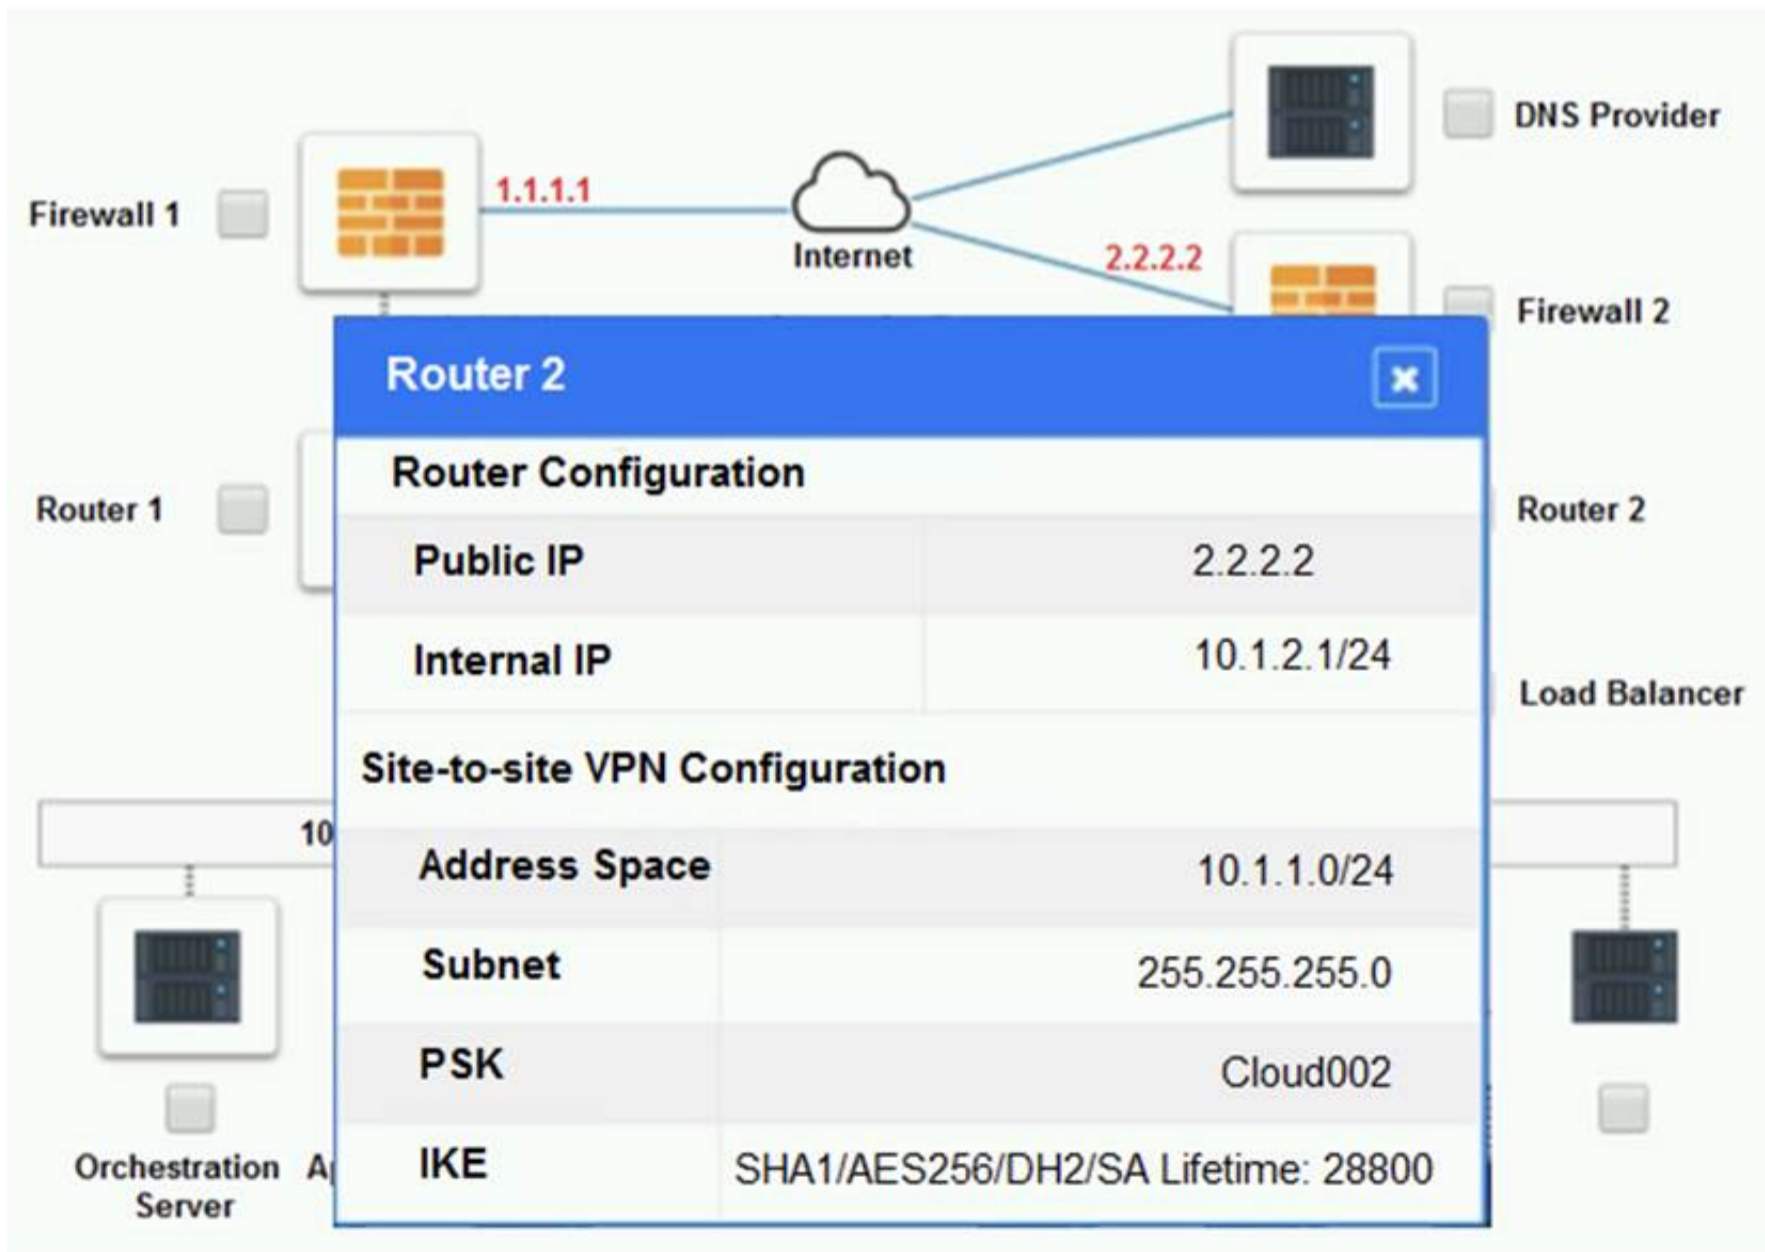 DNS Provider
1.1.1.1
Firewall 1
Internet
2.2.2.2
Firewall 2
Router 2
Router Configuration
Router 1
Router 2
Public IP 2.2.2.2
Internal IP 10.1.2.1/24
Load Balancer
Site-to-site VPN Configuration
10
Address Space 10.1.1.0/24
Subnet 255.255.255.0
PSK Cloud002
IKE SHA1/AES256/DH2/SA Lifetime: 28800
Orchestration
Server